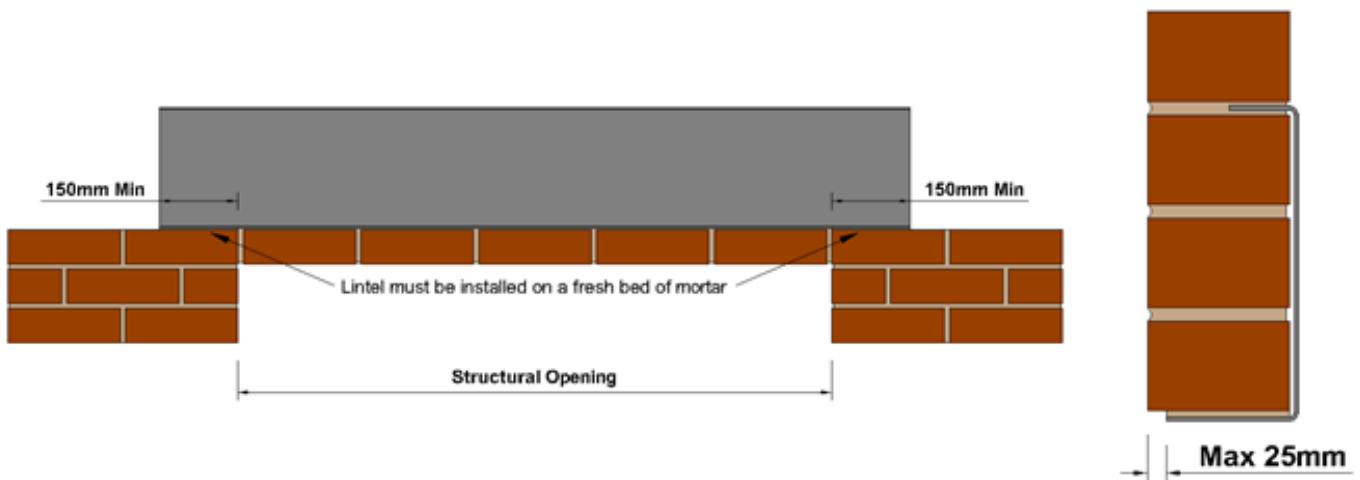 150mm Min
150mm Min
Lintel must be installed on a fresh bed of mortar
Structural Opening
Max 25mm